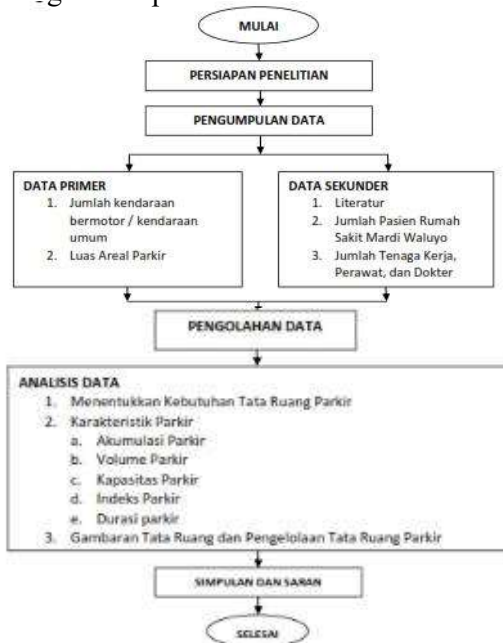 MULAI
PERSIAPAN PENELITIAN
PENGUMPULAN DATA
DATA PRIMER
1. Jumlah kendaraan
bermotor / kendaraan
umum
2. Luas Areal Parkir
DATA SEKUNDER
1. Literatur
2. Jumlah Pasien Rumah
Sakit Mardi Waluyo
3. Jumlah Tenaga Kerja,
Perawat, dan Dokter
PENGOLAHAN DATA
ANALISIS DATA
1. Menentukkan Kebutuhan Tata Ruang Parkir
2. Karakteristik Parkir
a. Akumulasi Parkir
b. Volume Parkir
c. Kapasitas Parkir
d. Indeks Parkir
e. Durasi parkir
3. Gambaran Tata Ruang dan Pengelolaan Tata Ruang Parkir
SIMPULAN DAN SARAN
SELESAI